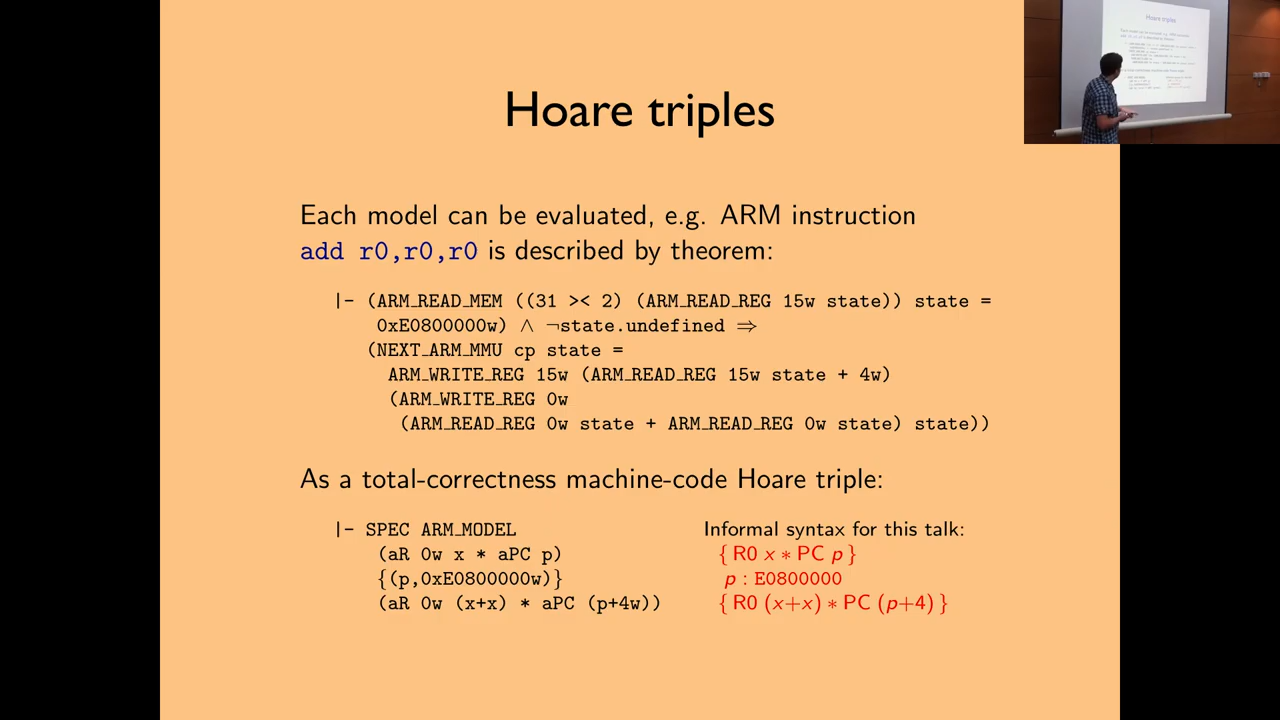 Hoare triples
Each model can be evaluated, e.g. ARM instruction
add r0,r0,r0 is described by theorem:
|- (ARM_READ_MEM ((31 >< 2) (ARM_READ_REG 15w state)) state =
0xE0800000w) ∧ ¬state.undefined ⇒
(NEXT_ARM_MMU cp state =
ARM_WRITE_REG 15w (ARM_READ_REG 15w state + 4w)
(ARM_WRITE_REG 0w
(ARM_READ_REG 0w state + ARM_READ_REG 0w state) state))
As a total-correctness machine-code Hoare triple:
|- SPEC ARM_MODEL
(aR 0w x * aPC p)
{(p,0xE0800000w)}
(aR 0w (x+x) * aPC (p+4w))
Informal syntax for this talk:
{ R0 x ∗ PC p }
p : E0800000
{ R0 (x+x) ∗ PC (p+4) }
Hoare triples